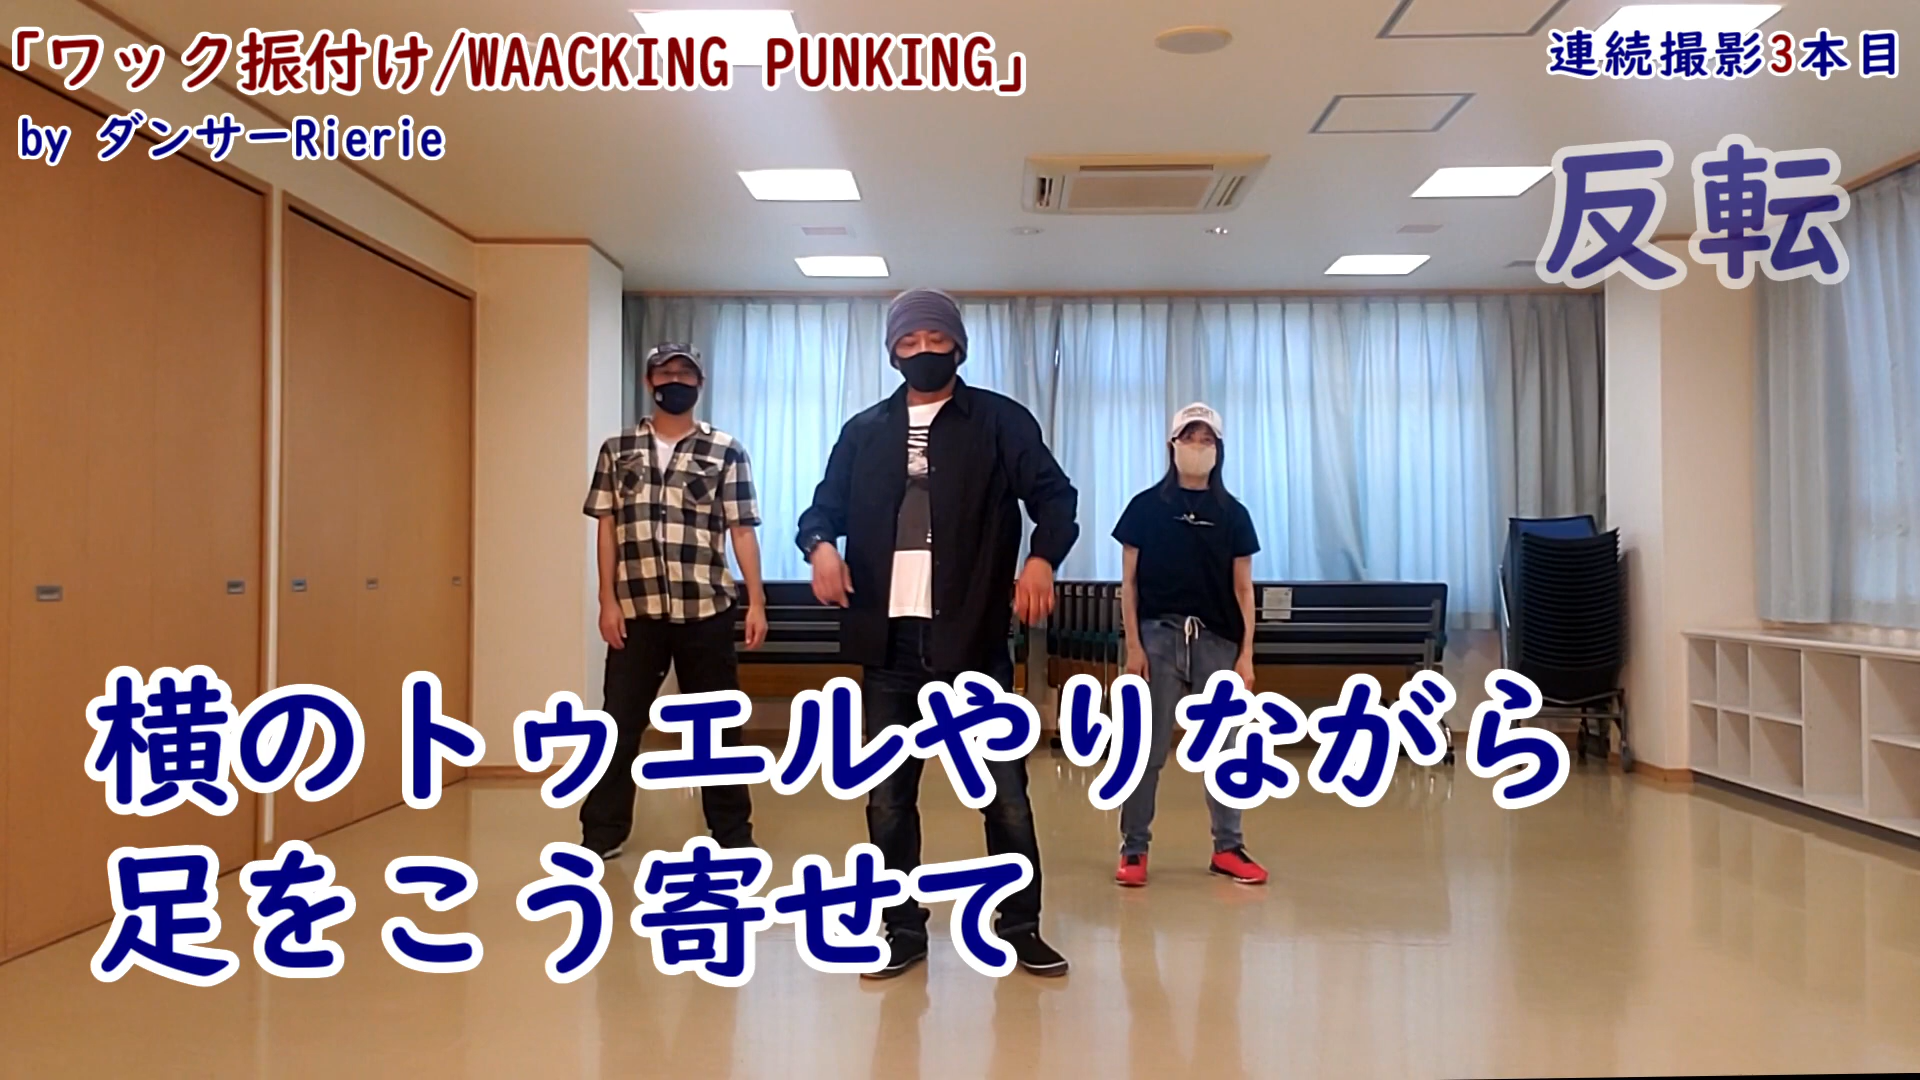 「ワック振付け/WAACKING PUNKING」
by ダンサーRierie
連続撮影3本目
反転
横のトゥエルやりながら
足をこう寄せて